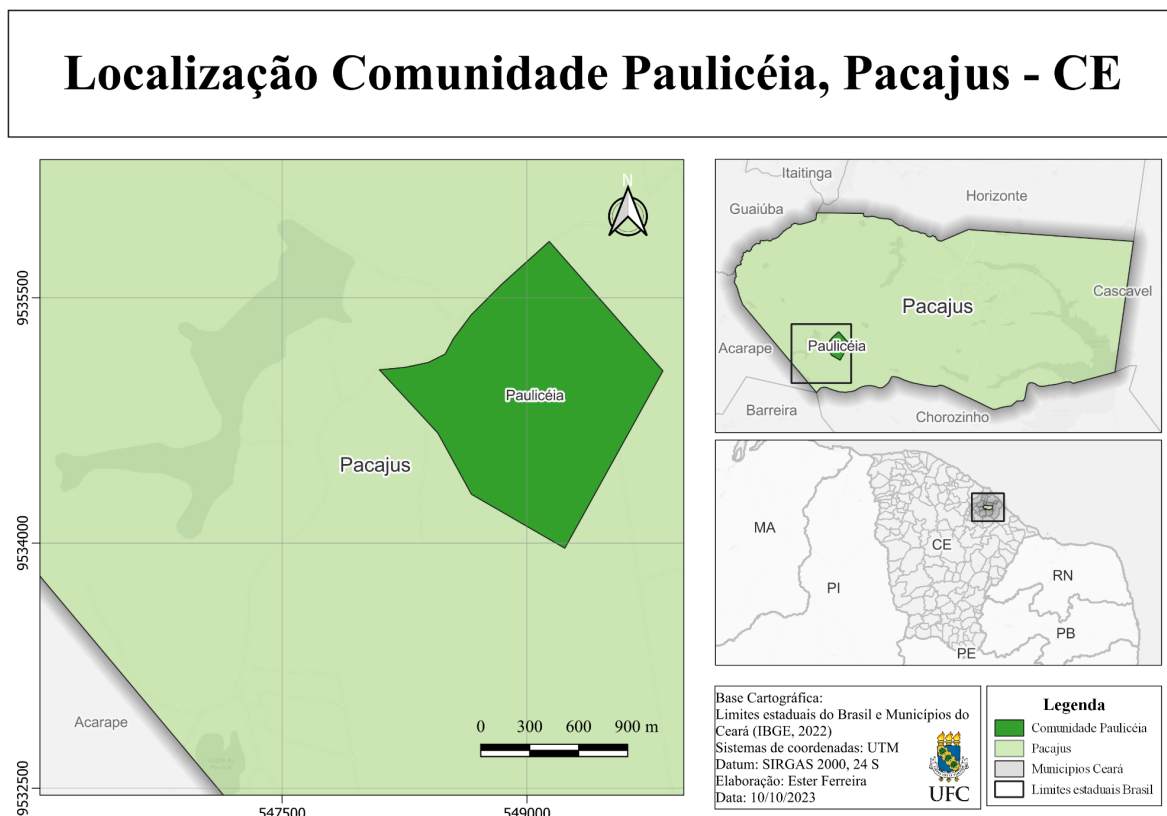 Localização Comunidade Paulicéia, Pacajus - CE
N
9535500
9534000
9532500
547500
549000
Paulicéia
Pacajus
Acarape
0 300 600 900 m
Itaitinga
Guaiúba
Horizonte
Pacajus
Cascavel
Paulicéia
Acarape
Barreira
Chorozinho
MA
PI
CE
RN
PB
PE
Base Cartográfica:
Limites estaduais do Brasil e Municípios do
Ceará (IBGE, 2022)
Sistemas de coordenadas: UTM
Datum: SIRGAS 2000, 24 S
Elaboração: Ester Ferreira
Data: 10/10/2023
UFC
Legenda
Comunidade Paulicéia
Pacajus
Municípios Ceará
Limites estaduais Brasil